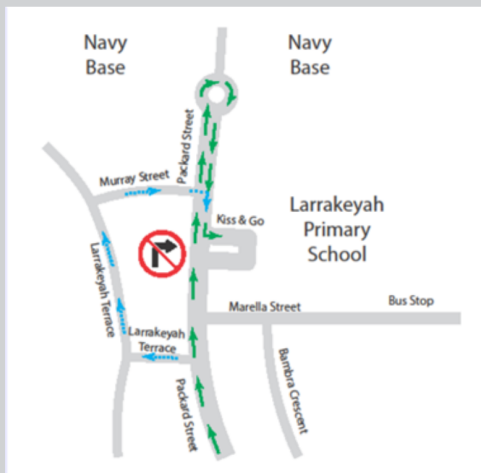 Navy
Base
Navy
Base
Packard Street
Murray Street
Kiss & Go
Larrakeyah
Primary
School
Larrakeyah Terrace
Marella Street
Bus Stop
Larrakeyah
Terrace
Bambra Crescent
Packard Street